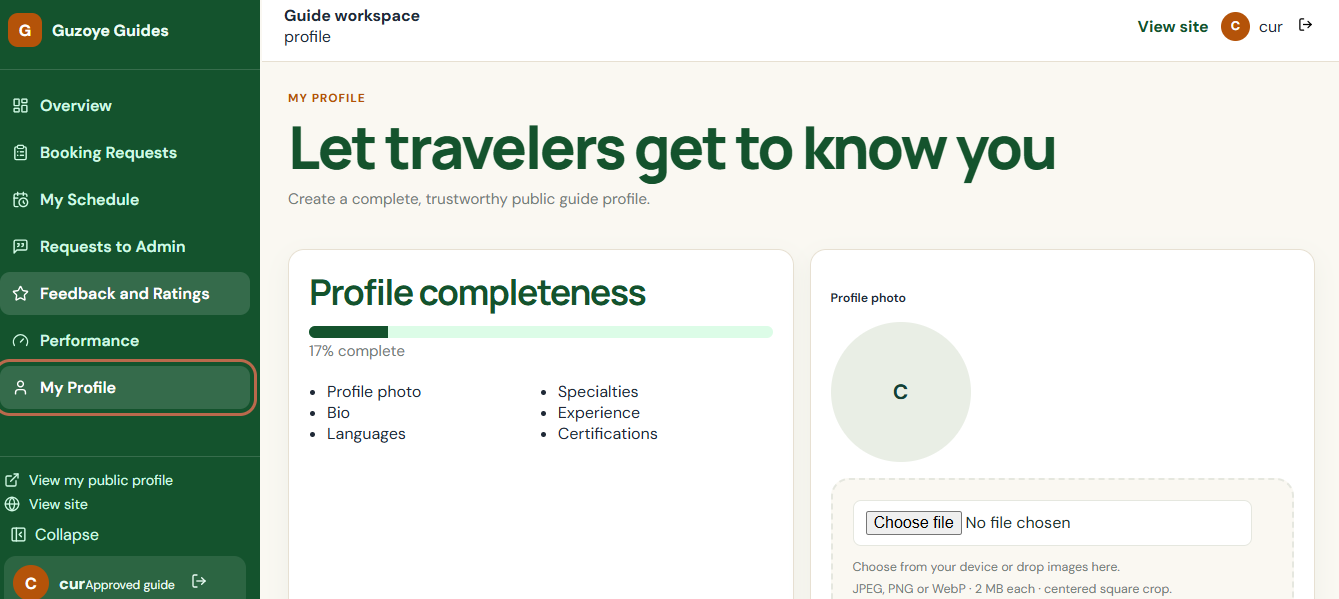 G
Guzoye Guides
Overview
Booking Requests
My Schedule
Requests to Admin
Feedback and Ratings
Performance
My Profile
View my public profile
View site
Collapse
C
cur Approved guide
Guide workspace
profile
View site
C
cur
MY PROFILE
Let travelers get to know you
Create a complete, trustworthy public guide profile.
Profile completeness
17% complete
• Profile photo
• Bio
• Languages
• Specialties
• Experience
• Certifications
Profile photo
C
Choose file No file chosen
Choose from your device or drop images here.
JPEG, PNG or WebP · 2 MB each · centered square crop.